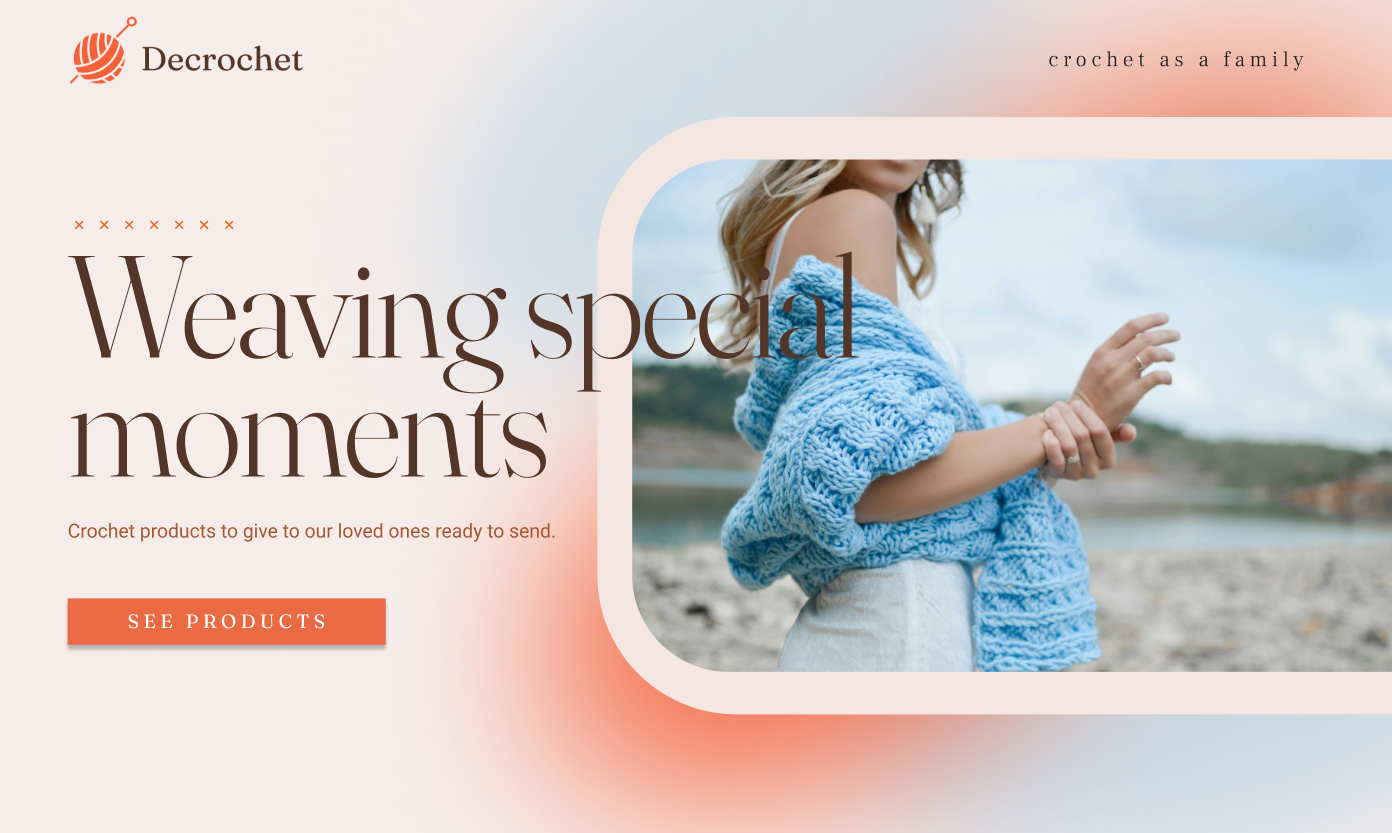 Decrochet
crochet as a family
× × × × × × ×
Weaving special
moments
Crochet products to give to our loved ones ready to send.
SEE PRODUCTS